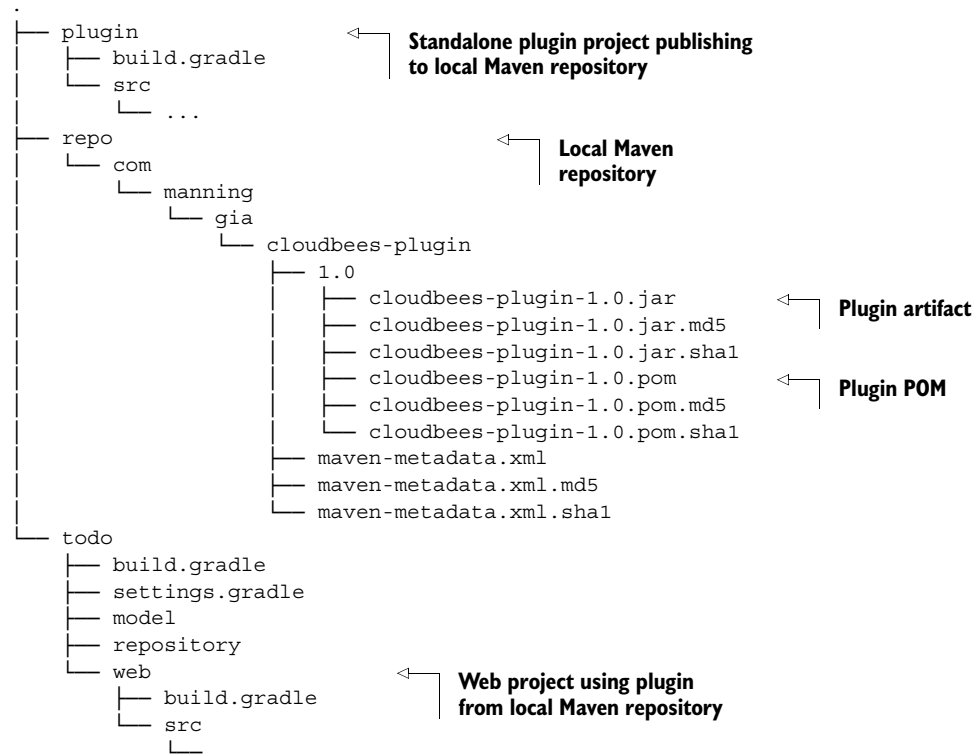 .
├── plugin Standalone plugin project publishing
│   ├── build.gradle to local Maven repository
│   └── src
│       └── ...
├── repo Local Maven
│   └── com repository
│       └── manning
│           └── gia
│               └── cloudbees-plugin
│                   ├── 1.0
│                   │   ├── cloudbees-plugin-1.0.jar Plugin artifact
│                   │   ├── cloudbees-plugin-1.0.jar.md5
│                   │   ├── cloudbees-plugin-1.0.jar.sha1
│                   │   ├── cloudbees-plugin-1.0.pom Plugin POM
│                   │   ├── cloudbees-plugin-1.0.pom.md5
│                   │   └── cloudbees-plugin-1.0.pom.sha1
│                   ├── maven-metadata.xml
│                   ├── maven-metadata.xml.md5
│                   └── maven-metadata.xml.sha1
└── todo
    ├── build.gradle
    ├── settings.gradle
    ├── model
    ├── repository
    └── web Web project using plugin
        ├── build.gradle from local Maven repository
        └── src
            └──